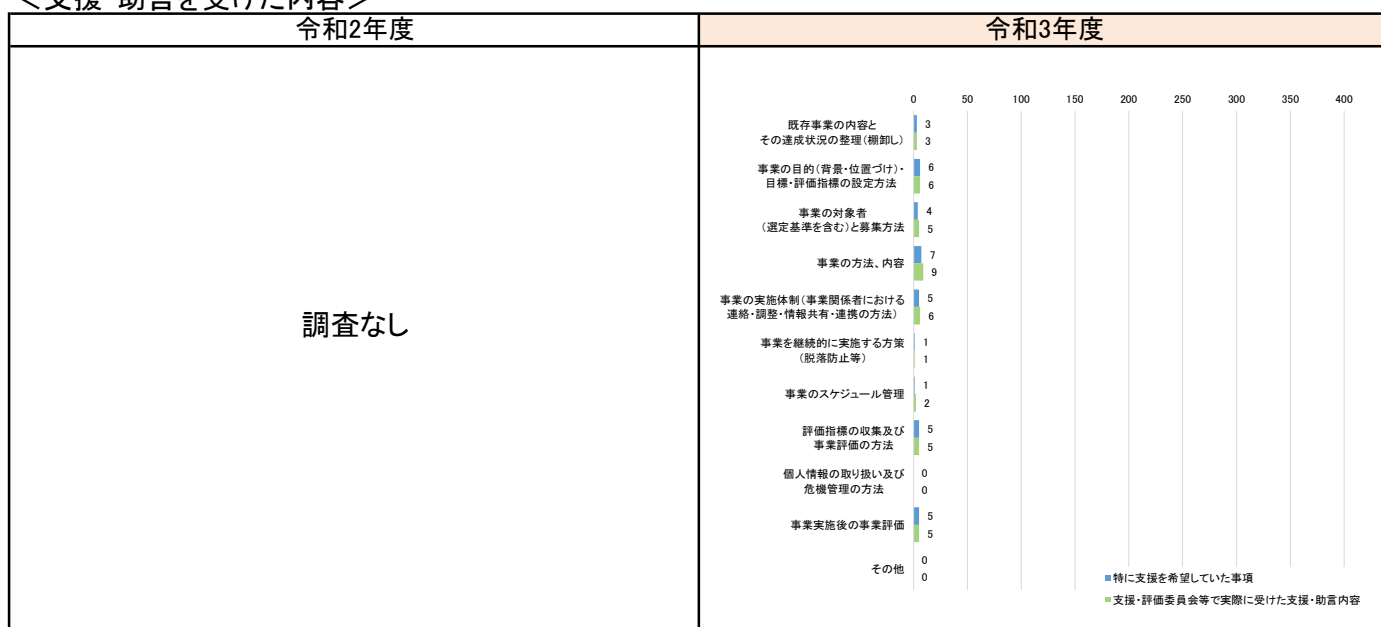 ＜支援・助言を受けた内容＞
令和2年度
令和3年度
調査なし
0 50 100 150 200 250 300 350 400
既存事業の内容と
その達成状況の整理(棚卸し)
3
3
事業の目的(背景・位置づけ)・
目標・評価指標の設定方法
6
6
事業の対象者
(選定基準を含む)と募集方法
4
5
事業の方法、内容
7
9
事業の実施体制(事業関係者における
連絡・調整・情報共有・連携の方法)
5
6
事業を継続的に実施する方策
(脱落防止等)
1
1
事業のスケジュール管理
1
2
評価指標の収集及び
事業評価の方法
5
5
個人情報の取り扱い及び
危機管理の方法
0
0
事業実施後の事業評価
5
5
その他
0
0
特に支援を希望していた事項
支援・評価委員会等で実際に受けた支援・助言内容